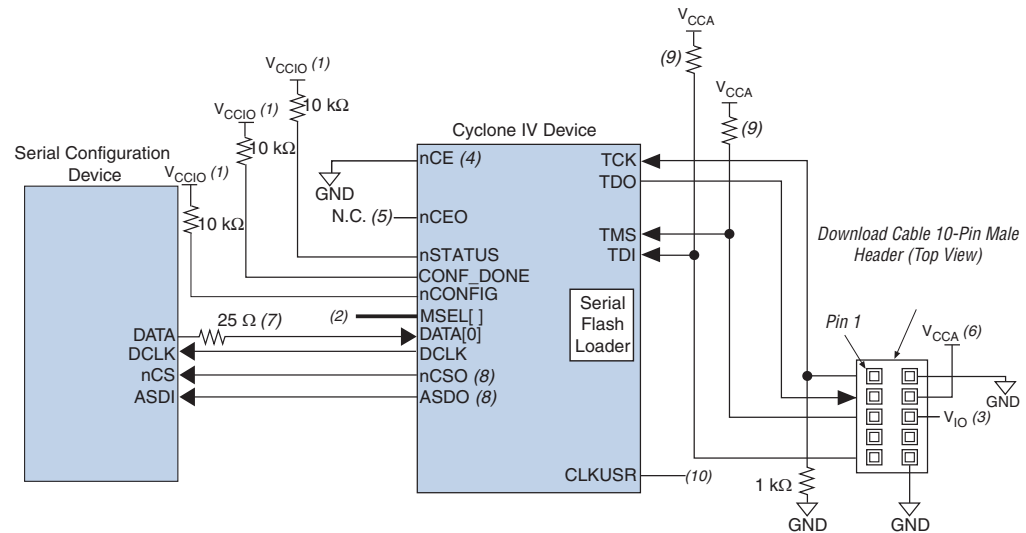 V_CCA
(9)
V_CCIO (1)
10 kΩ
V_CCA
(9)
V_CCIO (1)
10 kΩ
Serial Configuration
Device
V_CCIO (1)
10 kΩ
Cyclone IV Device
nCE (4)
GND
N.C. (5)
nCEO
nSTATUS
CONF_DONE
nCONFIG
(2)
MSEL[ ]
DATA
25 Ω (7)
DATA[0]
DCLK
DCLK
nCS
nCSO (8)
ASDI
ASDO (8)
TCK
TDO
TMS
TDI
Serial
Flash
Loader
CLKUSR
(10)
Download Cable 10-Pin Male
Header (Top View)
Pin 1
V_CCA (6)
GND
V_IO (3)
1 kΩ
GND
GND